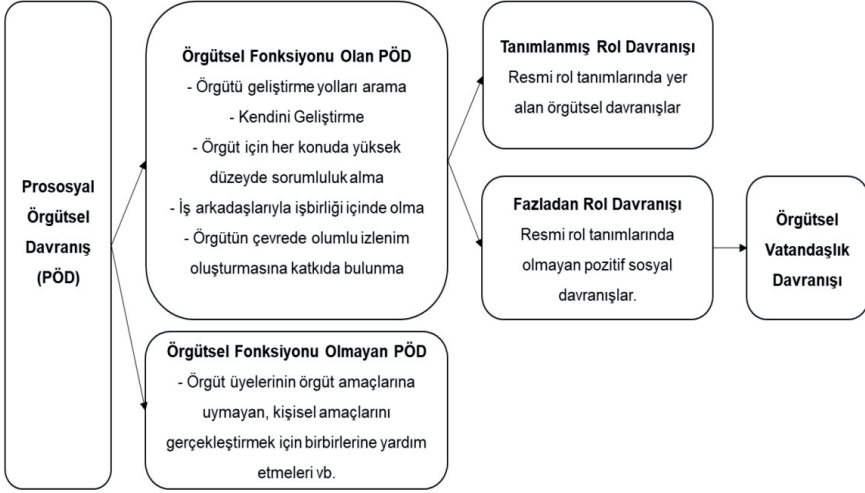 Prososyal
Örgütsel
Davranış
(PÖD)
Örgütsel Fonksiyonu Olan PÖD
- Örgütü geliştirme yolları arama
- Kendini Geliştirme
- Örgüt için her konuda yüksek
düzeyde sorumluluk alma
- İş arkadaşlarıyla işbirliği içinde olma
- Örgütün çevrede olumlu izlenim
oluşturmasına katkıda bulunma
Örgütsel Fonksiyonu Olmayan PÖD
- Örgüt üyelerinin örgüt amaçlarına
uymayan, kişisel amaçlarını
gerçekleştirmek için birbirlerine yardım
etmeleri vb.
Tanımlanmış Rol Davranışı
Resmi rol tanımlarında yer
alan örgütsel davranışlar
Fazladan Rol Davranışı
Resmi rol tanımlarında
olmayan pozitif sosyal
davranışlar.
Örgütsel
Vatandaşlık
Davranışı